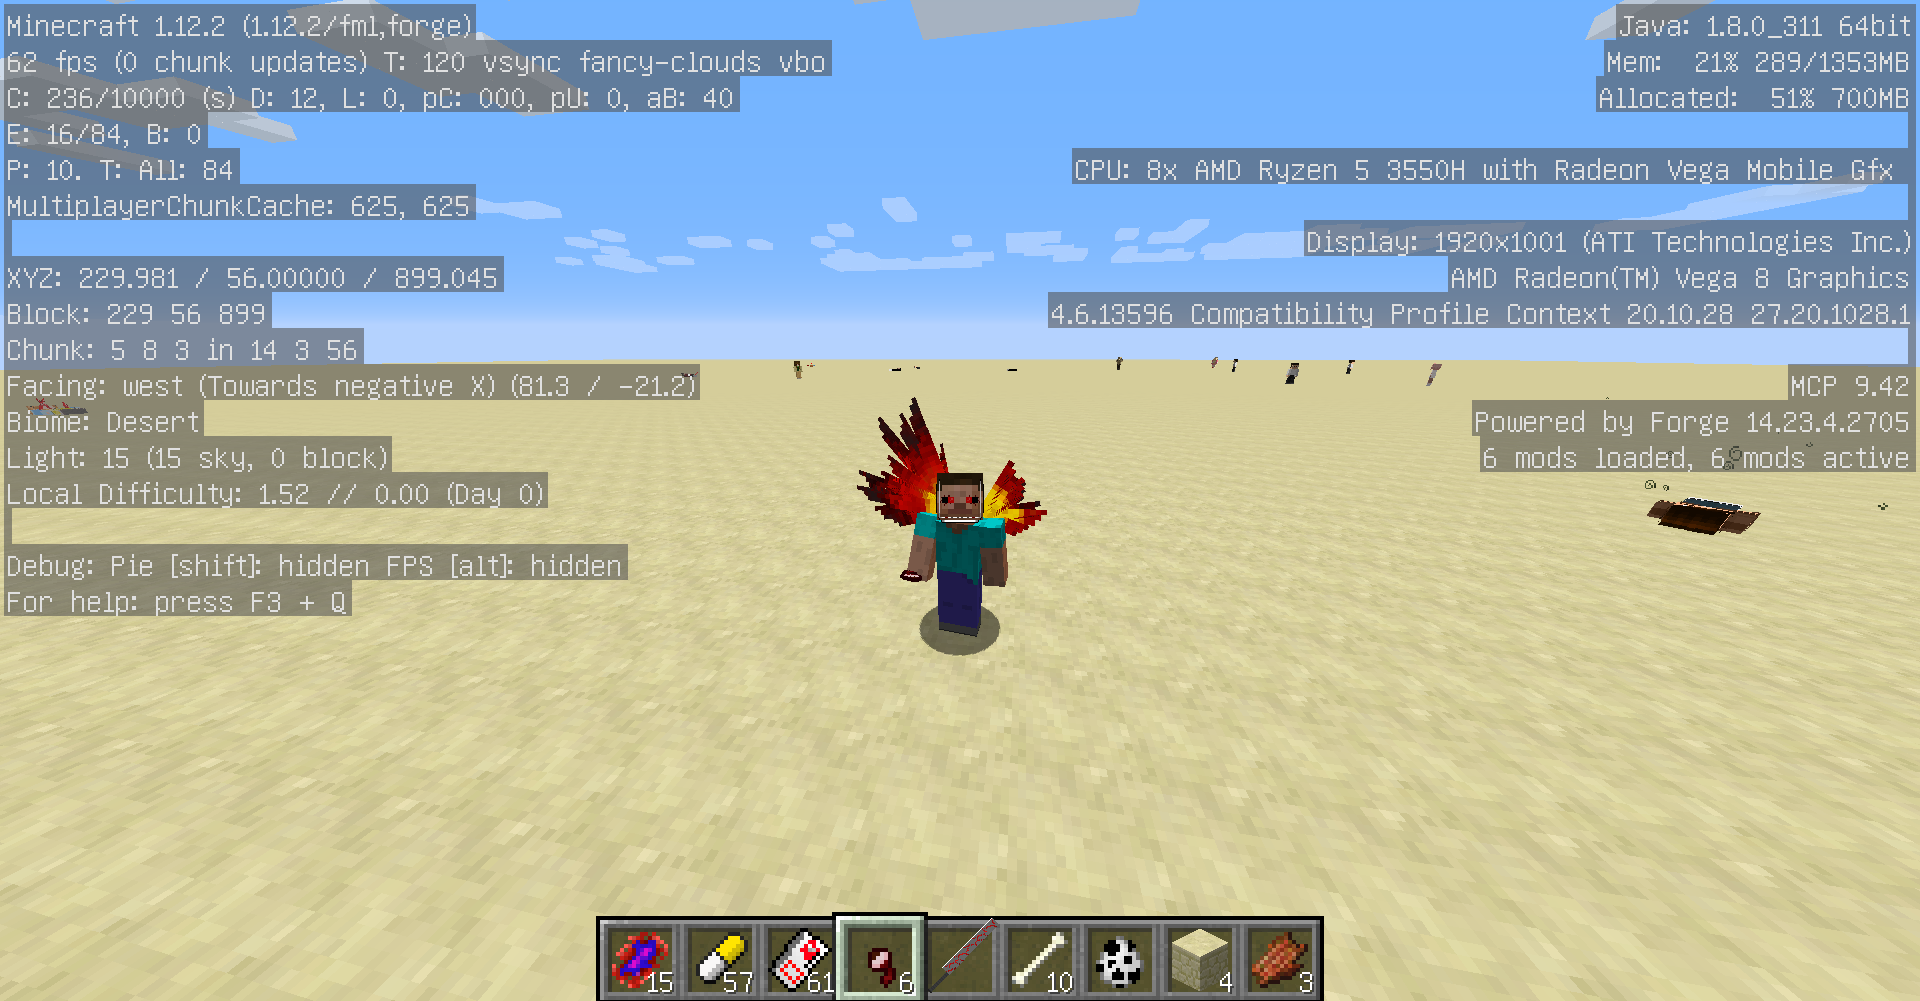 Minecraft 1.12.2 (1.12.2/fml,forge)
62 fps (0 chunk updates) T: 120 vsync fancy-clouds vbo
C: 236/10000 (s) D: 12, L: 0, pC: 000, pU: 0, aB: 40
E: 16/84, B: 0
P: 10. T: All: 84
MultiplayerChunkCache: 625, 625
XYZ: 229.981 / 56.00000 / 899.045
Block: 229 56 899
Chunk: 5 8 3 in 14 3 56
Facing: west (Towards negative X) (81.3 / -21.2)
Biome: Desert
Light: 15 (15 sky, 0 block)
Local Difficulty: 1.52 // 0.00 (Day 0)
Debug: Pie [shift]: hidden FPS [alt]: hidden
For help: press F3 + Q
Java: 1.8.0_311 64bit
Mem: 21% 289/1353MB
Allocated: 51% 700MB
CPU: 8x AMD Ryzen 5 3550H with Radeon Vega Mobile Gfx
Display: 1920x1001 (ATI Technologies Inc.)
AMD Radeon(TM) Vega 8 Graphics
4.6.13596 Compatibility Profile Context 20.10.28 27.20.1028.1
MCP 9.42
Powered by Forge 14.23.4.2705
6 mods loaded, 6 mods active
15 57 61 6 10 4 3